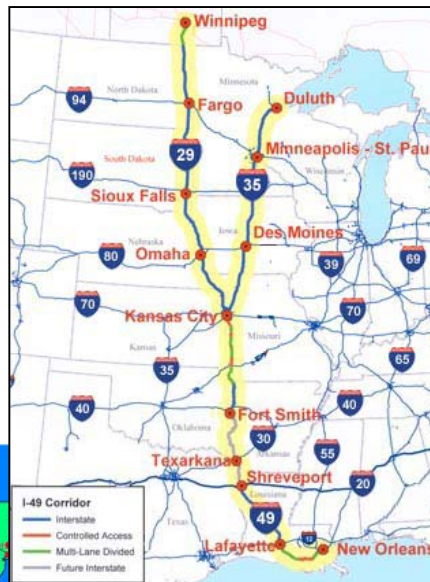 Winnipeg
North Dakota
Minnesota
94
Fargo
Duluth
29
Minneapolis - St. Paul
190
South Dakota
35
Wisconsin
Sioux Falls
Iowa
Nebraska
Des Moines
Omaha
80
39
69
70
Kansas City
70
Missouri
Kansas
35
65
40
Fort Smith
40
Oklahoma
30
Arkansas
55
Texarkana
Shreveport
20
Louisiana
I-49 Corridor
Interstate
Controlled Access
Multi-Lane Divided
Future Interstate
Texas
49
12
Lafayette
New Orleans